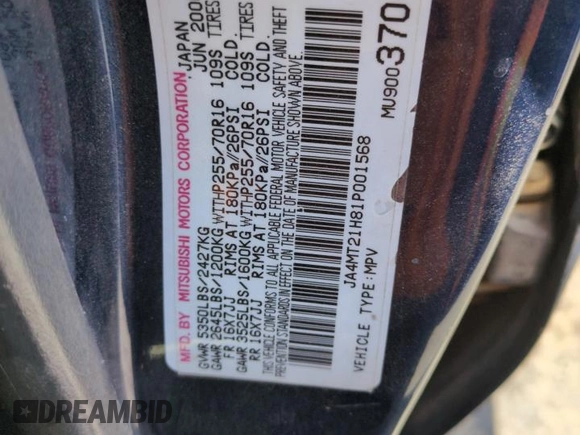 MFD. BY MITSUBISHI MOTORS CORPORATION JAPAN
GVWR 5350LBS/2427KG JUN 200
GAWR 2645LBS/1200KG WITH P255/70R16 109S TIRES
FR 16X7JJ RIMS AT 180KPa//26PSI COLD.
GAWR 3525LBS/1600KG WITH P255/70R16 109S TIRES
RR 16X7JJ RIMS AT 180KPa//26PSI COLD.
THIS VEHICLE CONFORMS TO ALL APPLICABLE FEDERAL MOTOR VEHICLE SAFETY AND THEFT
PREVENTION STANDARDS IN EFFECT ON THE DATE OF MANUFACTURE SHOWN ABOVE.
JA4MT21H81P001568
VEHICLE TYPE:MPV
MU900370
DREAMBID